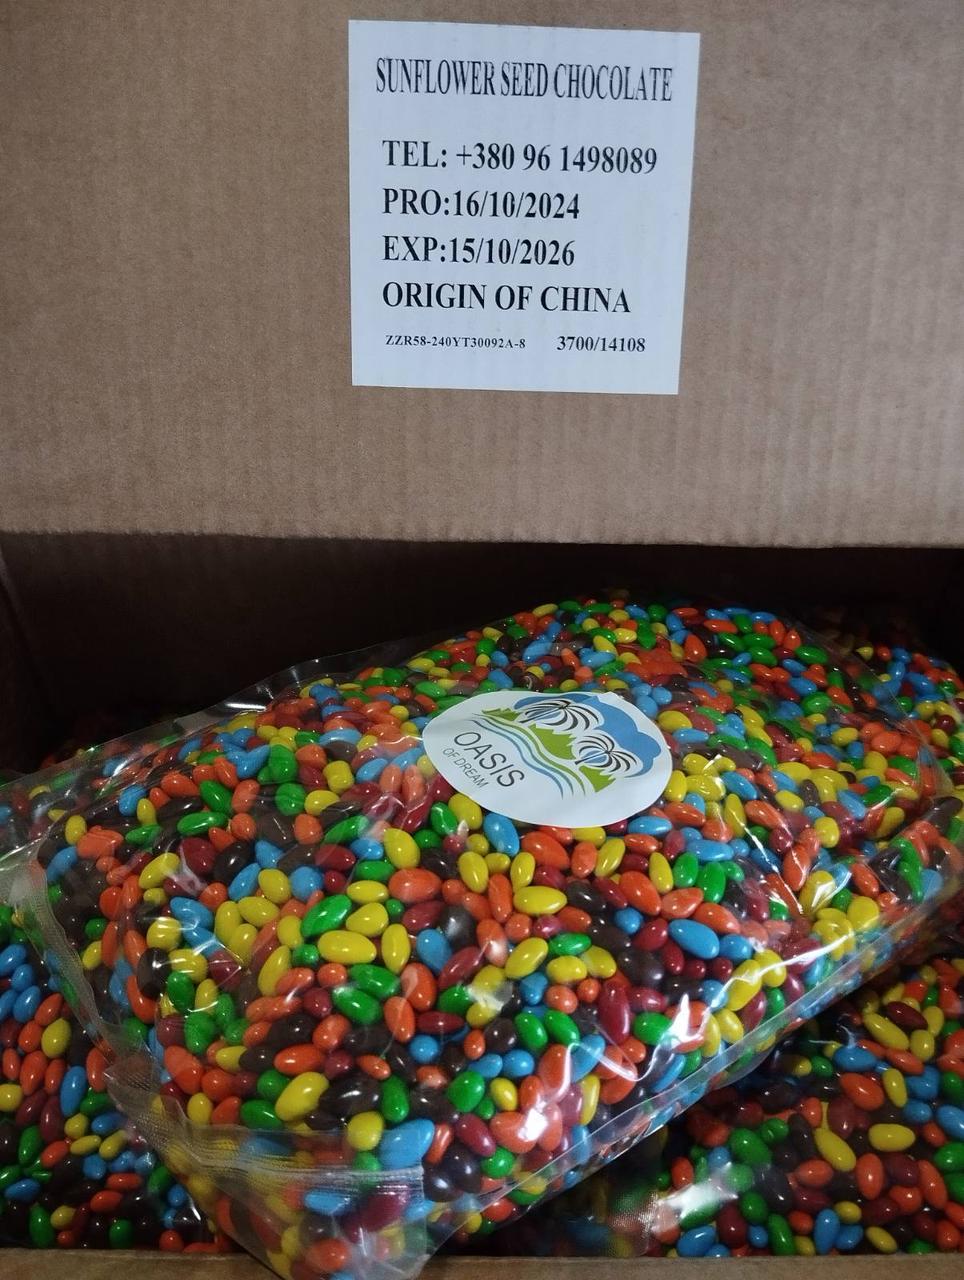 SUNFLOWER SEED CHOCOLATE
TEL: +380 96 1498089
PRO:16/10/2024
EXP:15/10/2026
ORIGIN OF CHINA
ZZR58-240YT30092A-8 3700/14108
OASIS
OF DREAM